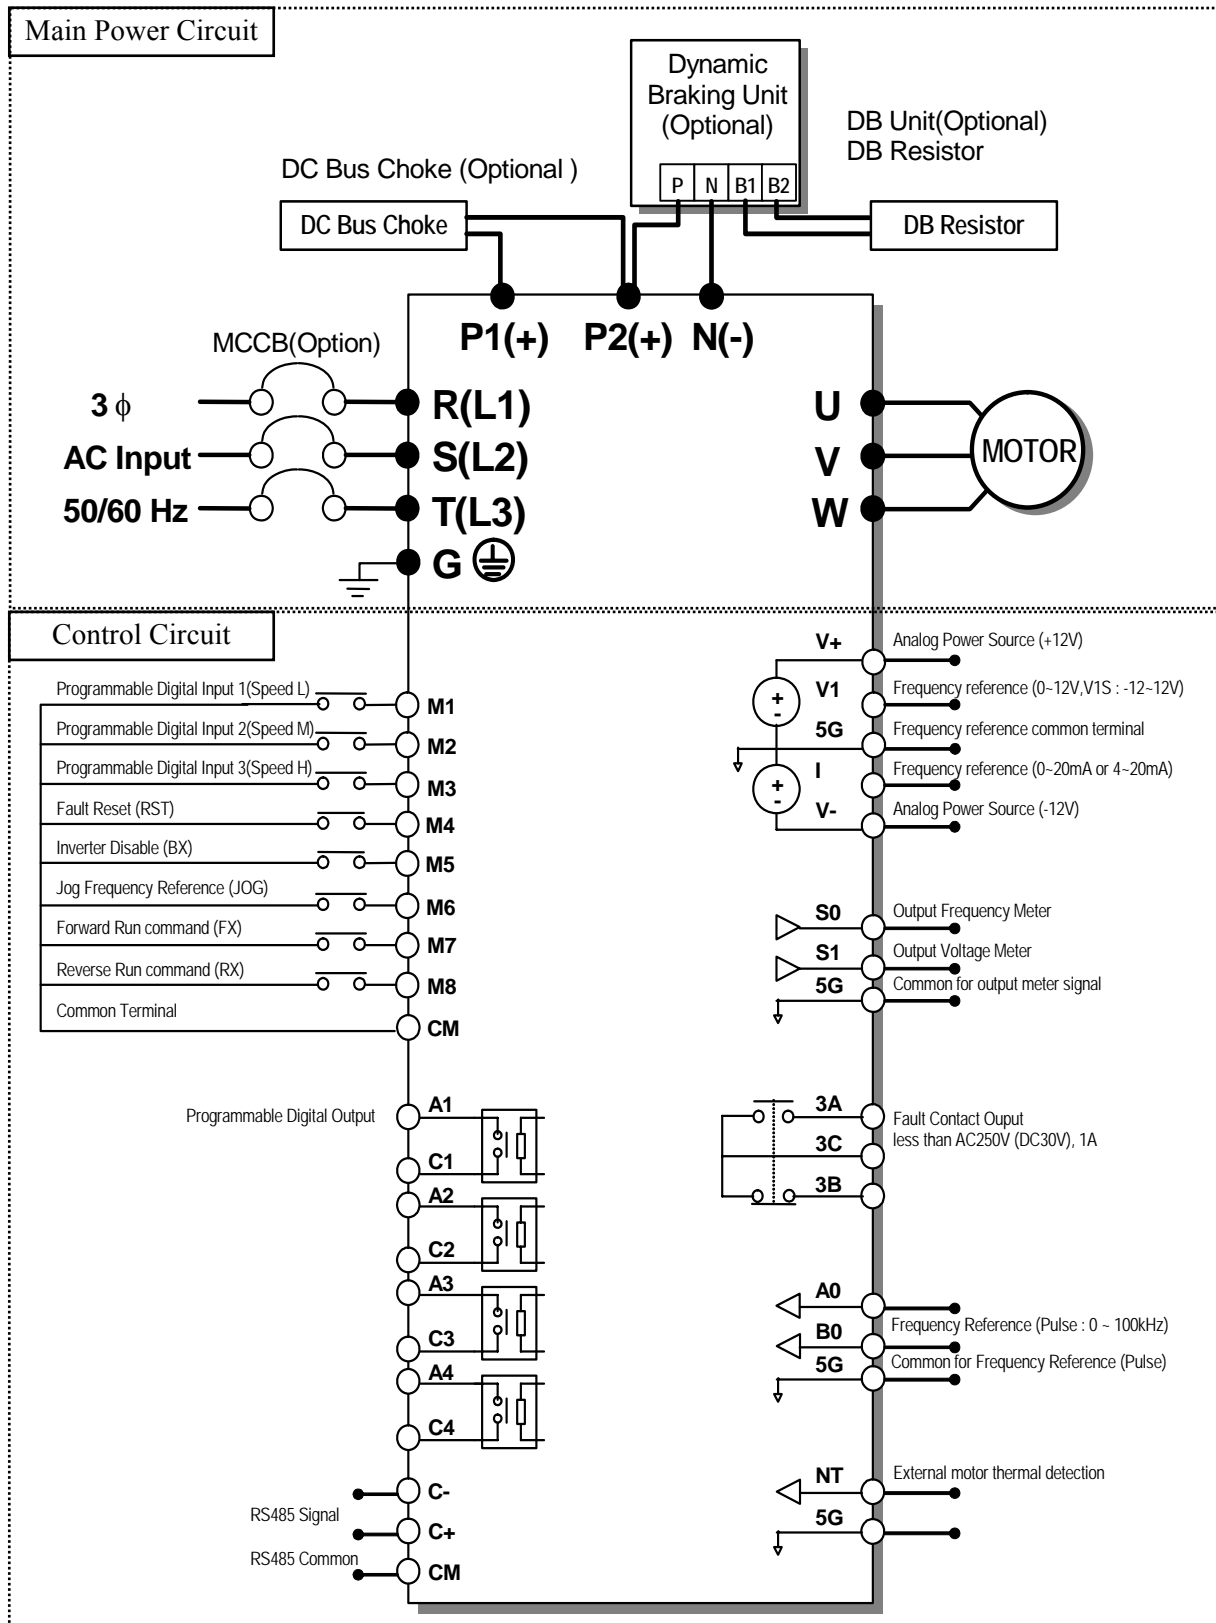 Main Power Circuit
Dynamic
Braking Unit
(Optional)
DB Unit(Optional)
DB Resistor
DC Bus Choke (Optional )
P N B1 B2
DC Bus Choke
DB Resistor
P1(+) P2(+) N(-)
MCCB(Option)
3 ϕ
R(L1)
U
AC Input
S(L2)
V
MOTOR
50/60 Hz
T(L3)
W
G
Control Circuit
Programmable Digital Input 1(Speed L)
M1
Programmable Digital Input 2(Speed M)
M2
Programmable Digital Input 3(Speed H)
M3
Fault Reset (RST)
M4
Inverter Disable (BX)
M5
Jog Frequency Reference (JOG)
M6
Forward Run command (FX)
M7
Reverse Run command (RX)
M8
Common Terminal
CM
Programmable Digital Output
A1
C1
A2
C2
A3
C3
A4
C4
C-
RS485 Signal
C+
RS485 Common
CM
V+
Analog Power Source (+12V)
+
-
V1
Frequency reference (0~12V,V1S : -12~12V)
5G
Frequency reference common terminal
+
-
I
Frequency reference (0~20mA or 4~20mA)
V-
Analog Power Source (-12V)
S0
Output Frequency Meter
S1
Output Voltage Meter
5G
Common for output meter signal
3A
Fault Contact Ouput
less than AC250V (DC30V), 1A
3C
3B
A0
Frequency Reference (Pulse : 0 ~ 100kHz)
B0
5G
Common for Frequency Reference (Pulse)
NT
External motor thermal detection
5G